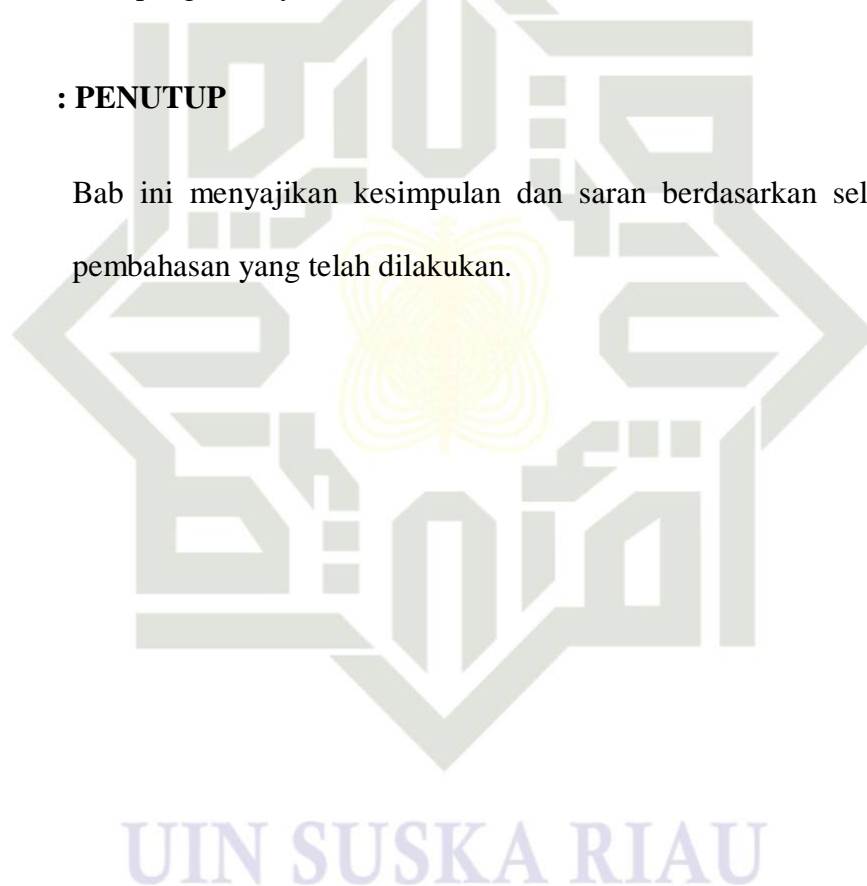 : PENUTUP
Bab ini menyajikan kesimpulan dan saran berdasarkan sel
pembahasan yang telah dilakukan.
UIN SUSKA RIAU